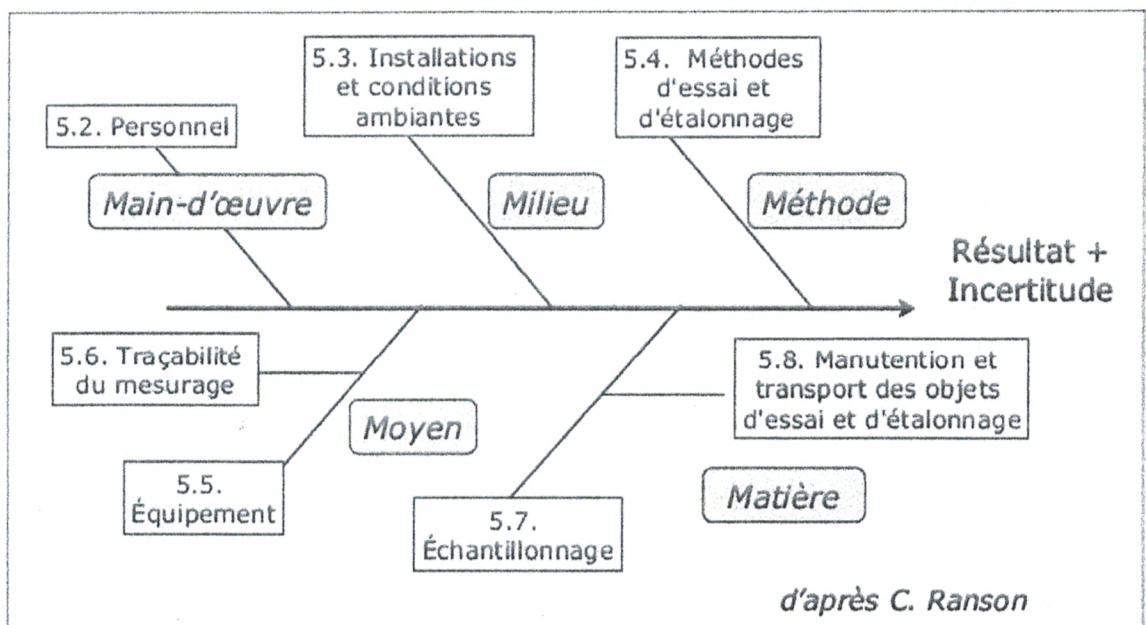 5.3. Installations
et conditions
ambiantes
5.4. Méthodes
d'essai et
d'étalonnage
5.2. Personnel
Main-d'œuvre
Milieu
Méthode
Résultat +
Incertitude
5.6. Traçabilité
du mesurage
5.8. Manutention et
transport des objets
d'essai et d'étalonnage
Moyen
5.5.
Équipement
Matière
5.7.
Échantillonnage
d'après C. Ranson